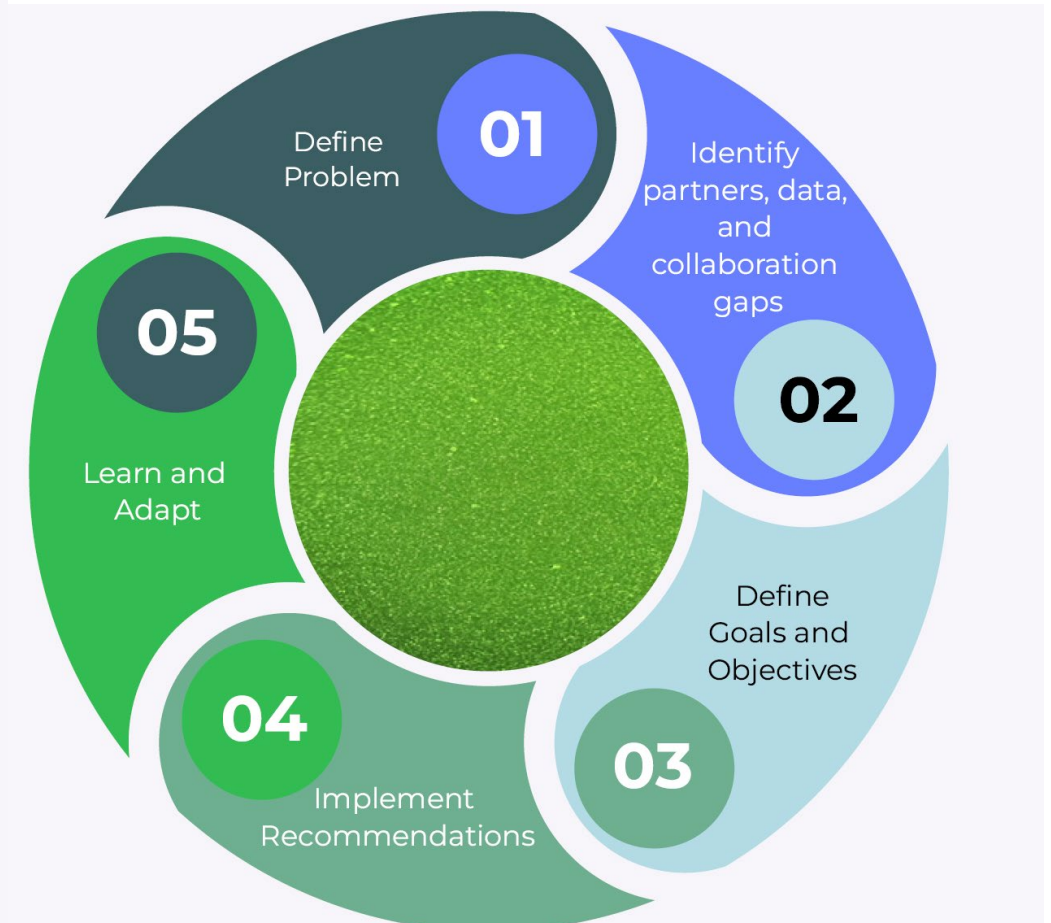 01
Define
Problem
Identify
partners, data,
and
collaboration
gaps
02
Define
Goals and
Objectives
03
04
Implement
Recommendations
05
Learn and
Adapt